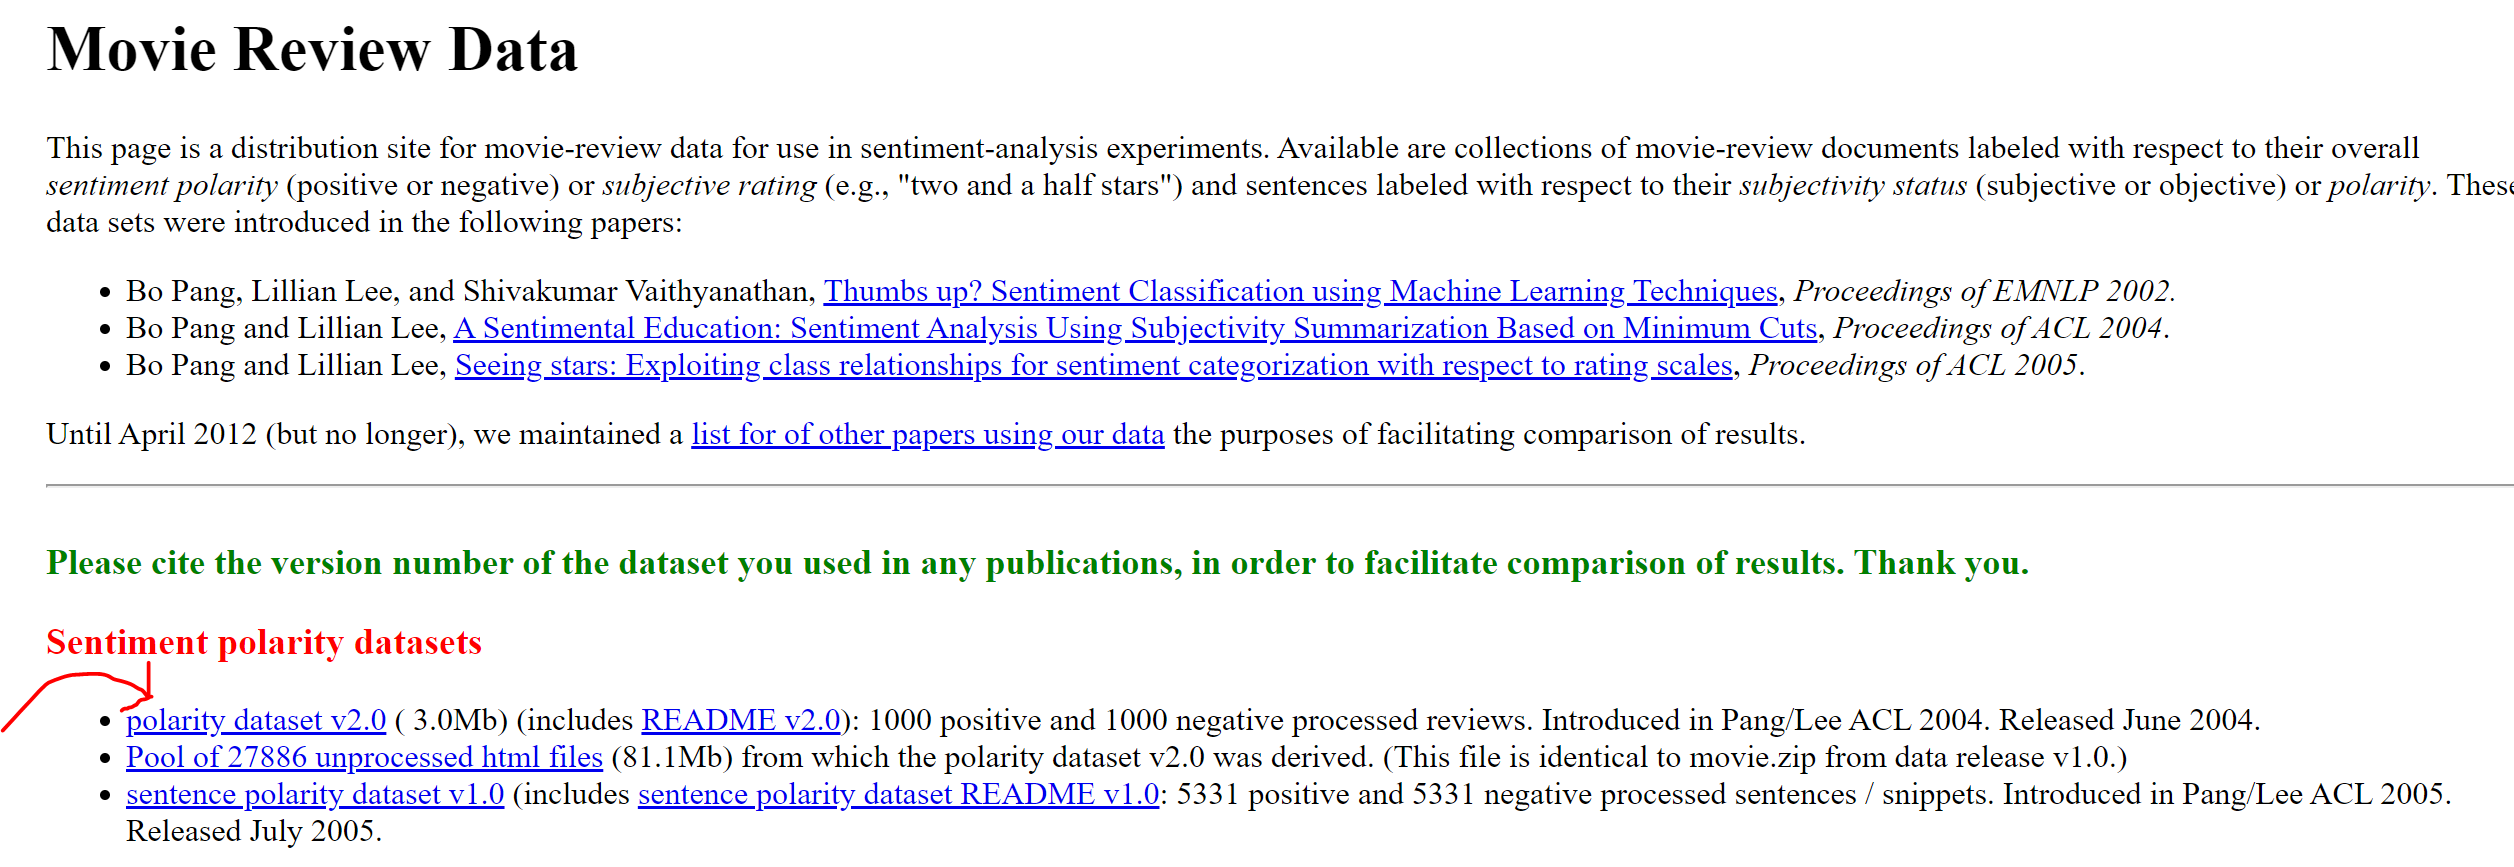 Movie Review Data
This page is a distribution site for movie-review data for use in sentiment-analysis experiments. Available are collections of movie-review documents labeled with respect to their overall
sentiment polarity (positive or negative) or subjective rating (e.g., "two and a half stars") and sentences labeled with respect to their subjectivity status (subjective or objective) or polarity. These
data sets were introduced in the following papers:
• Bo Pang, Lillian Lee, and Shivakumar Vaithyanathan, Thumbs up? Sentiment Classification using Machine Learning Techniques, Proceedings of EMNLP 2002.
• Bo Pang and Lillian Lee, A Sentimental Education: Sentiment Analysis Using Subjectivity Summarization Based on Minimum Cuts, Proceedings of ACL 2004.
• Bo Pang and Lillian Lee, Seeing stars: Exploiting class relationships for sentiment categorization with respect to rating scales, Proceedings of ACL 2005.
Until April 2012 (but no longer), we maintained a list for of other papers using our data the purposes of facilitating comparison of results.
Please cite the version number of the dataset you used in any publications, in order to facilitate comparison of results. Thank you.
Sentiment polarity datasets
• polarity dataset v2.0 ( 3.0Mb) (includes README v2.0): 1000 positive and 1000 negative processed reviews. Introduced in Pang/Lee ACL 2004. Released June 2004.
• Pool of 27886 unprocessed html files (81.1Mb) from which the polarity dataset v2.0 was derived. (This file is identical to movie.zip from data release v1.0.)
• sentence polarity dataset v1.0 (includes sentence polarity dataset README v1.0: 5331 positive and 5331 negative processed sentences / snippets. Introduced in Pang/Lee ACL 2005.
Released July 2005.